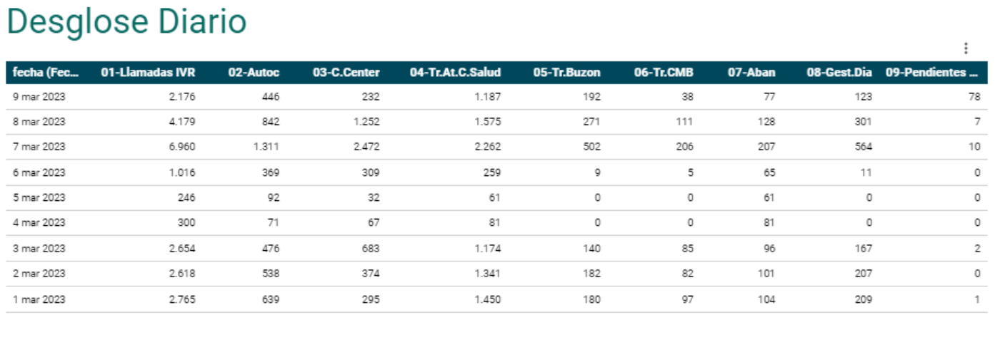 Desglose Diario
fecha (Fec... 01-Llamadas IVR 02-Autoc 03-C.Center 04-Tr.At.C.Salud 05-Tr.Buzon 06-Tr.CMB 07-Aban 08-Gest.Dia 09-Pendientes ...
9 mar 2023 2.176 446 232 1.187 192 38 77 123 78
8 mar 2023 4.179 842 1.252 1.575 271 111 128 301 7
7 mar 2023 6.960 1.311 2.472 2.262 502 206 207 564 10
6 mar 2023 1.016 369 309 259 9 5 65 11 0
5 mar 2023 246 92 32 61 0 0 61 0 0
4 mar 2023 300 71 67 81 0 0 81 0 0
3 mar 2023 2.654 476 683 1.174 140 85 96 167 2
2 mar 2023 2.618 538 374 1.341 182 82 101 207 0
1 mar 2023 2.765 639 295 1.450 180 97 104 209 1